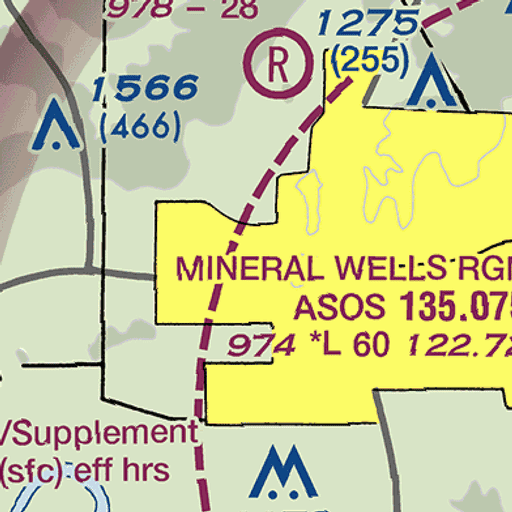 978 - 28
1275
(255)
R
1566
(466)
MINERAL WELLS RGN
ASOS 135.075
974 *L 60 122.72
/Supplement
(sfc) eff hrs